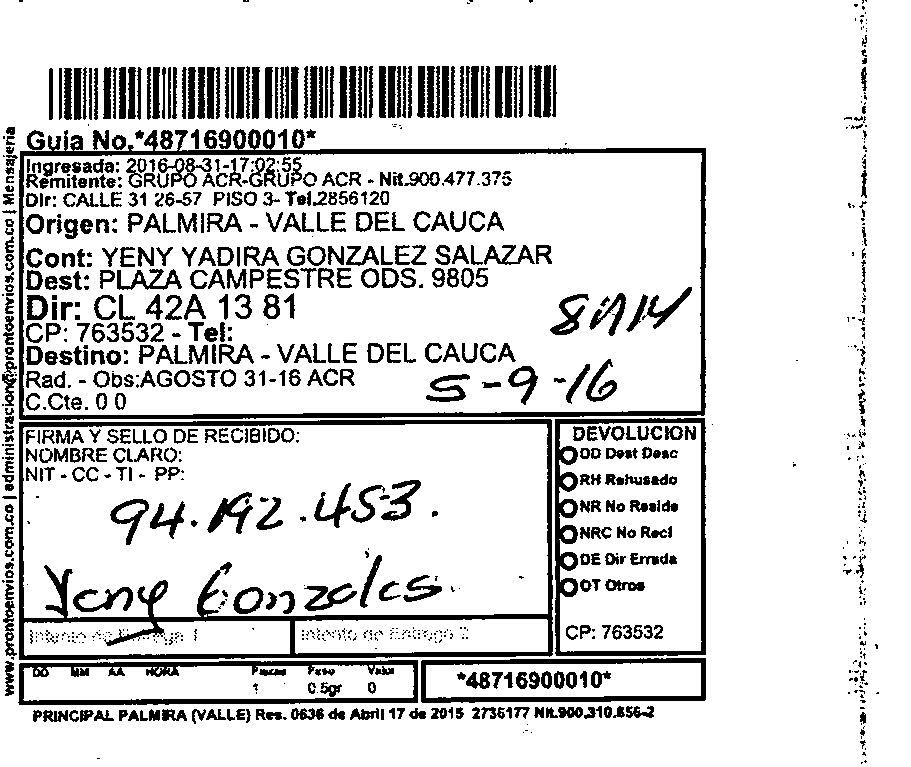 Guia No.*48716900010*
Ingresada: 2016-08-31-17:02:55
Remitente: GRUPO ACR-GRUPO ACR - Nit.900.477.375
Dir: CALLE 31 26-57 PISO 3- Tel.2856120
Origen: PALMIRA - VALLE DEL CAUCA
Cont: YENY YADIRA GONZALEZ SALAZAR
Dest: PLAZA CAMPESTRE ODS. 9805
Dir: CL 42A 13 81
CP: 763532 - Tel:
Destino: PALMIRA - VALLE DEL CAUCA
Rad. - Obs:AGOSTO 31-16 ACR
5-9-16
C.Cte. 0 0
www.prontoenvios.com.co | administracion@prontoenvios.com.co | Mensajeria
FIRMA Y SELLO DE RECIBIDO:
NOMBRE CLARO:
NIT - CC - TI - PP:
94.192.453.
Yeny Gonzales
Intento de Entrega 1
Intento de Entrego 2
DEVOLUCION
DD Dest Desc
RH Rehusado
NR No Reside
NRC No Recl
DE Dir Errada
OT Otros
CP: 763532
DD MM AA HORA
Piezas Peso Valor
1 0.5gr 0
*48716900010*
PRINCIPAL PALMIRA (VALLE) Res. 0636 de Abril 17 de 2015 2736177 Nit.900.310.856-2